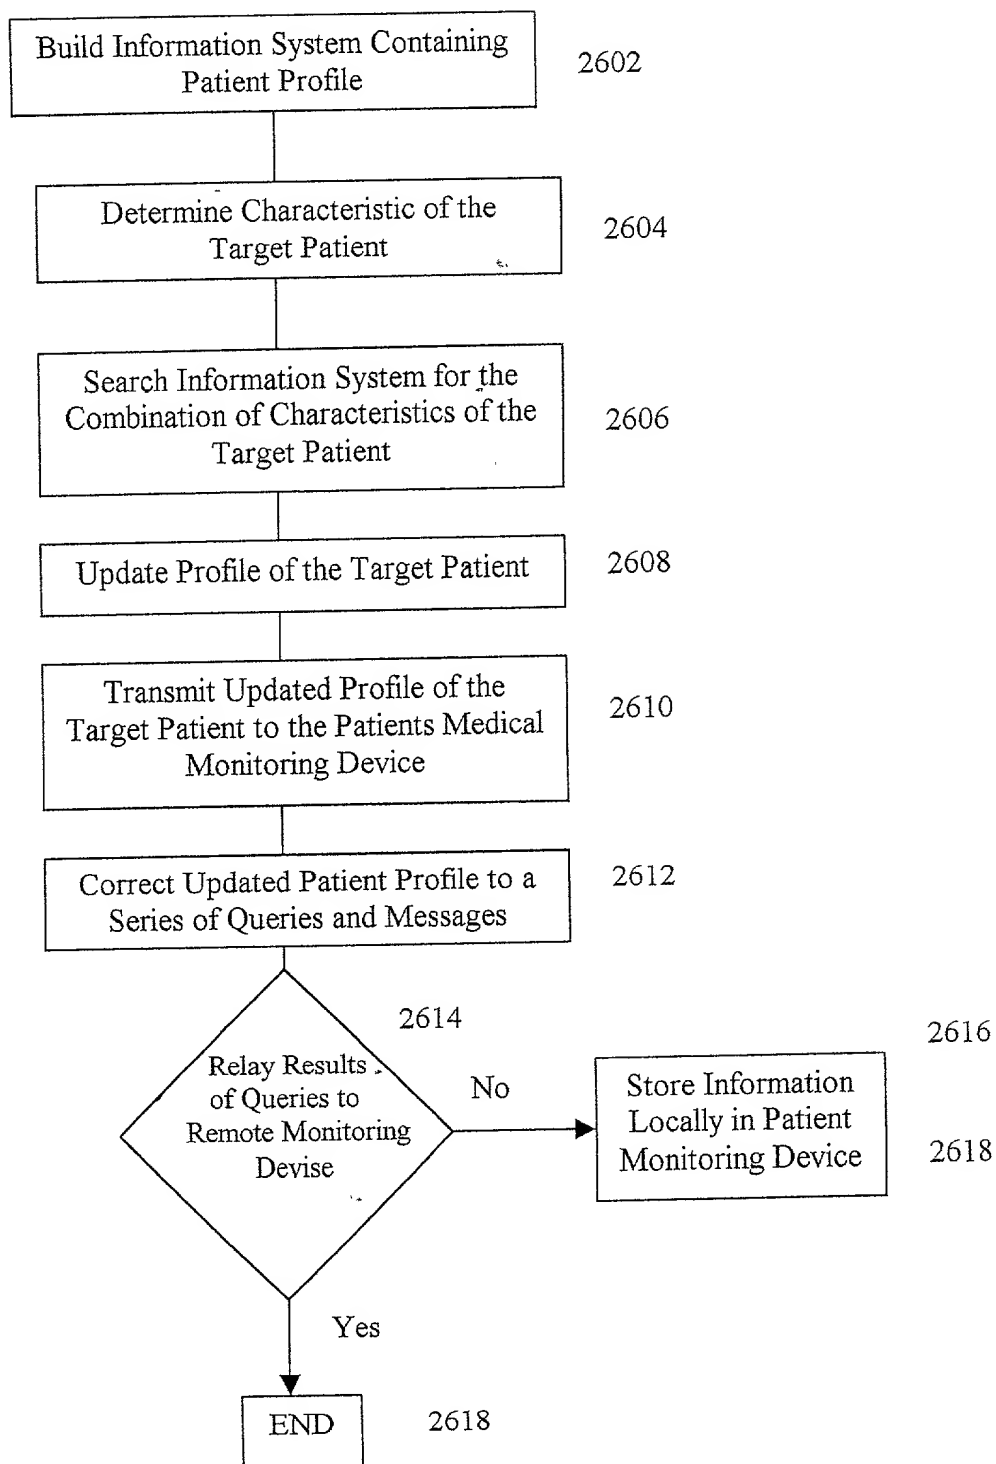 Build Information System Containing
Patient Profile
2602
Determine Characteristic of the
Target Patient
2604
Search Information System for the
Combination of Characteristics of the
Target Patient
2606
Update Profile of the Target Patient
2608
Transmit Updated Profile of the
Target Patient to the Patients Medical
Monitoring Device
2610
Correct Updated Patient Profile to a
Series of Queries and Messages
2612
2614
Relay Results
of Queries to
Remote Monitoring
Devise
No
2616
Store Information
Locally in Patient
Monitoring Device
2618
Yes
END
2618